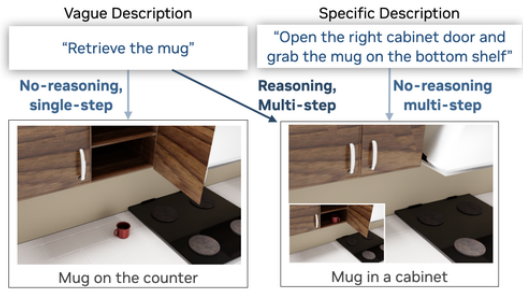 Vague Description
Specific Description
“Retrieve the mug”
“Open the right cabinet door and
grab the mug on the bottom shelf”
No-reasoning,
single-step
Reasoning,
Multi-step
No-reasoning
multi-step
Mug on the counter
Mug in a cabinet